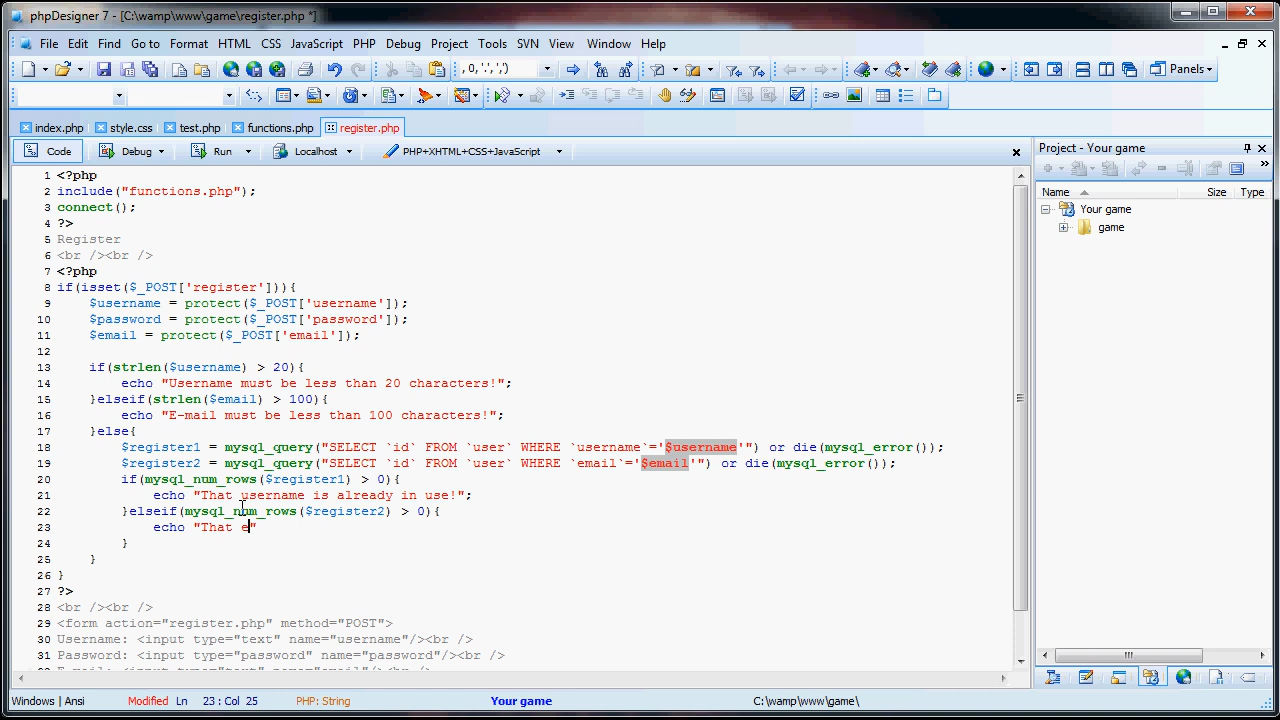 phpDesigner 7 - [C:\wamp\www\game\register.php *]
File Edit Find Go to Format HTML CSS JavaScript PHP Debug Project Tools SVN View Window Help
, 0,'.',',')
Panels
index.php style.css test.php functions.php register.php
Code Debug Run Localhost PHP+XHTML+CSS+JavaScript
Project - Your game
Name Size Type
Your game
game
1 <?php
2 include("functions.php");
3 connect();
4 ?>
5 Register
6 <br /><br />
7 <?php
8 if(isset($_POST['register'])){
9 $username = protect($_POST['username']);
10 $password = protect($_POST['password']);
11 $email = protect($_POST['email']);
12
13 if(strlen($username) > 20){
14 echo "Username must be less than 20 characters!";
15 }elseif(strlen($email) > 100){
16 echo "E-mail must be less than 100 characters!";
17 }else{
18 $register1 = mysql_query("SELECT `id` FROM `user` WHERE `username`='$username'") or die(mysql_error());
19 $register2 = mysql_query("SELECT `id` FROM `user` WHERE `email`='$email'") or die(mysql_error());
20 if(mysql_num_rows($register1) > 0){
21 echo "That username is already in use!";
22 }elseif(mysql_num_rows($register2) > 0){
23 echo "That e"
24 }
25 }
26 }
27 ?>
28 <br /><br />
29 <form action="register.php" method="POST">
30 Username: <input type="text" name="username"/><br />
31 Password: <input type="password" name="password"/><br />
Windows | Ansi Modified Ln 23 : Col 25 PHP: String Your game C:\wamp\www\game\